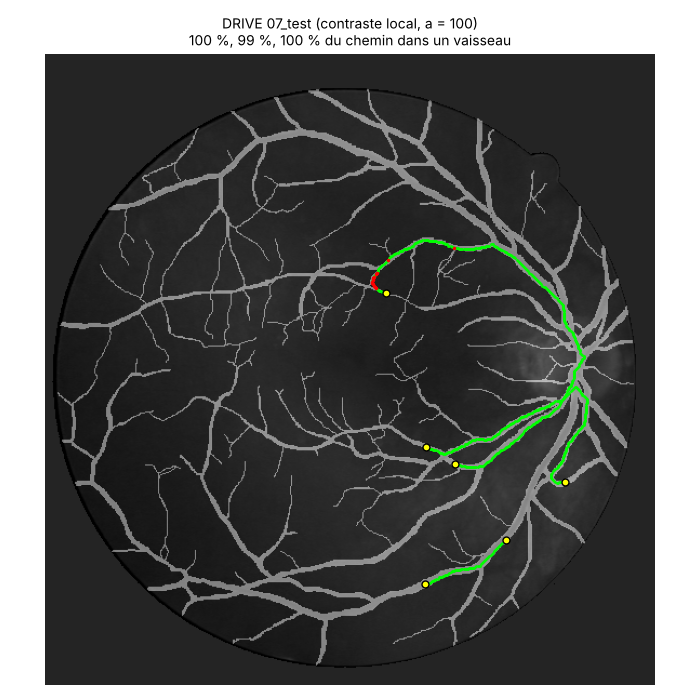 DRIVE 07_test (contraste local, a = 100)
100 %, 99 %, 100 % du chemin dans un vaisseau